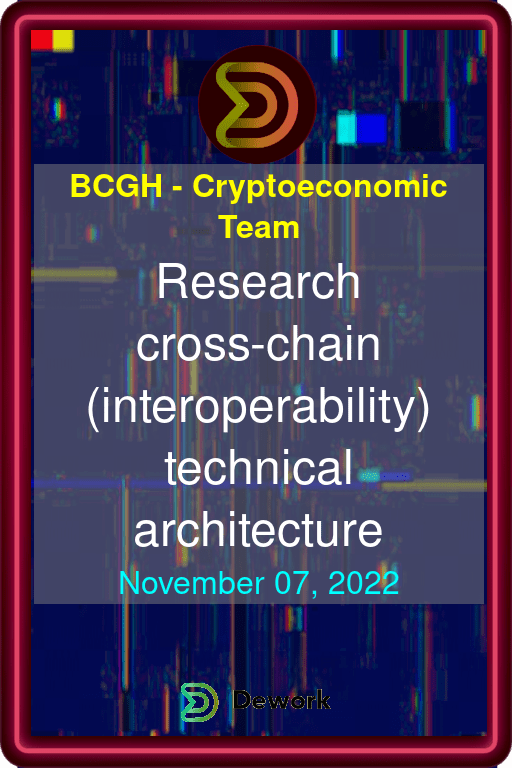 BCGH - Cryptoeconomic
Team
Research
cross-chain
(interoperability)
technical
architecture
November 07, 2022
Dework